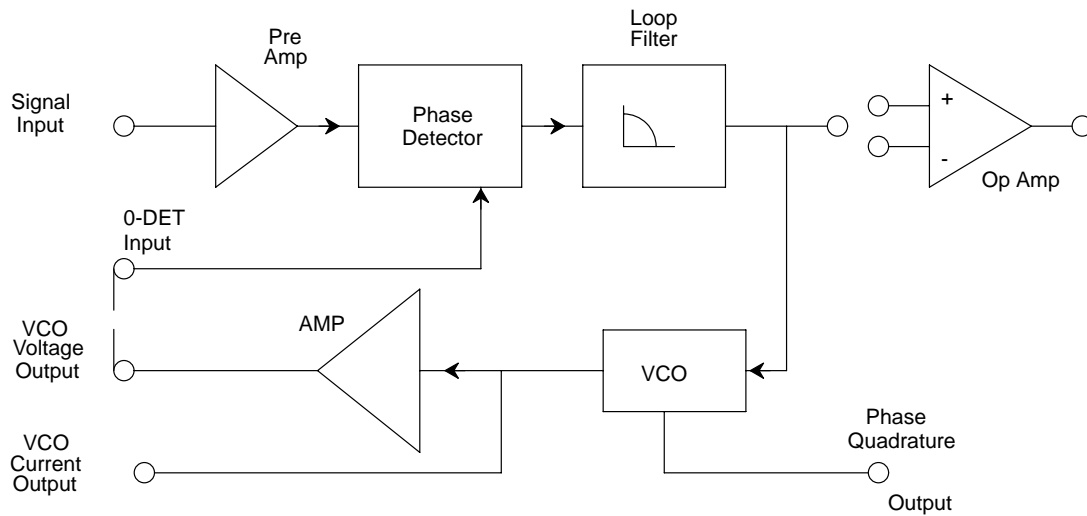 Loop
Filter
Pre
Amp
Signal
Input
Phase
Detector
+
-
Op Amp
0-DET
Input
AMP
VCO
Voltage
Output
VCO
VCO
Current
Output
Phase
Quadrature
Output